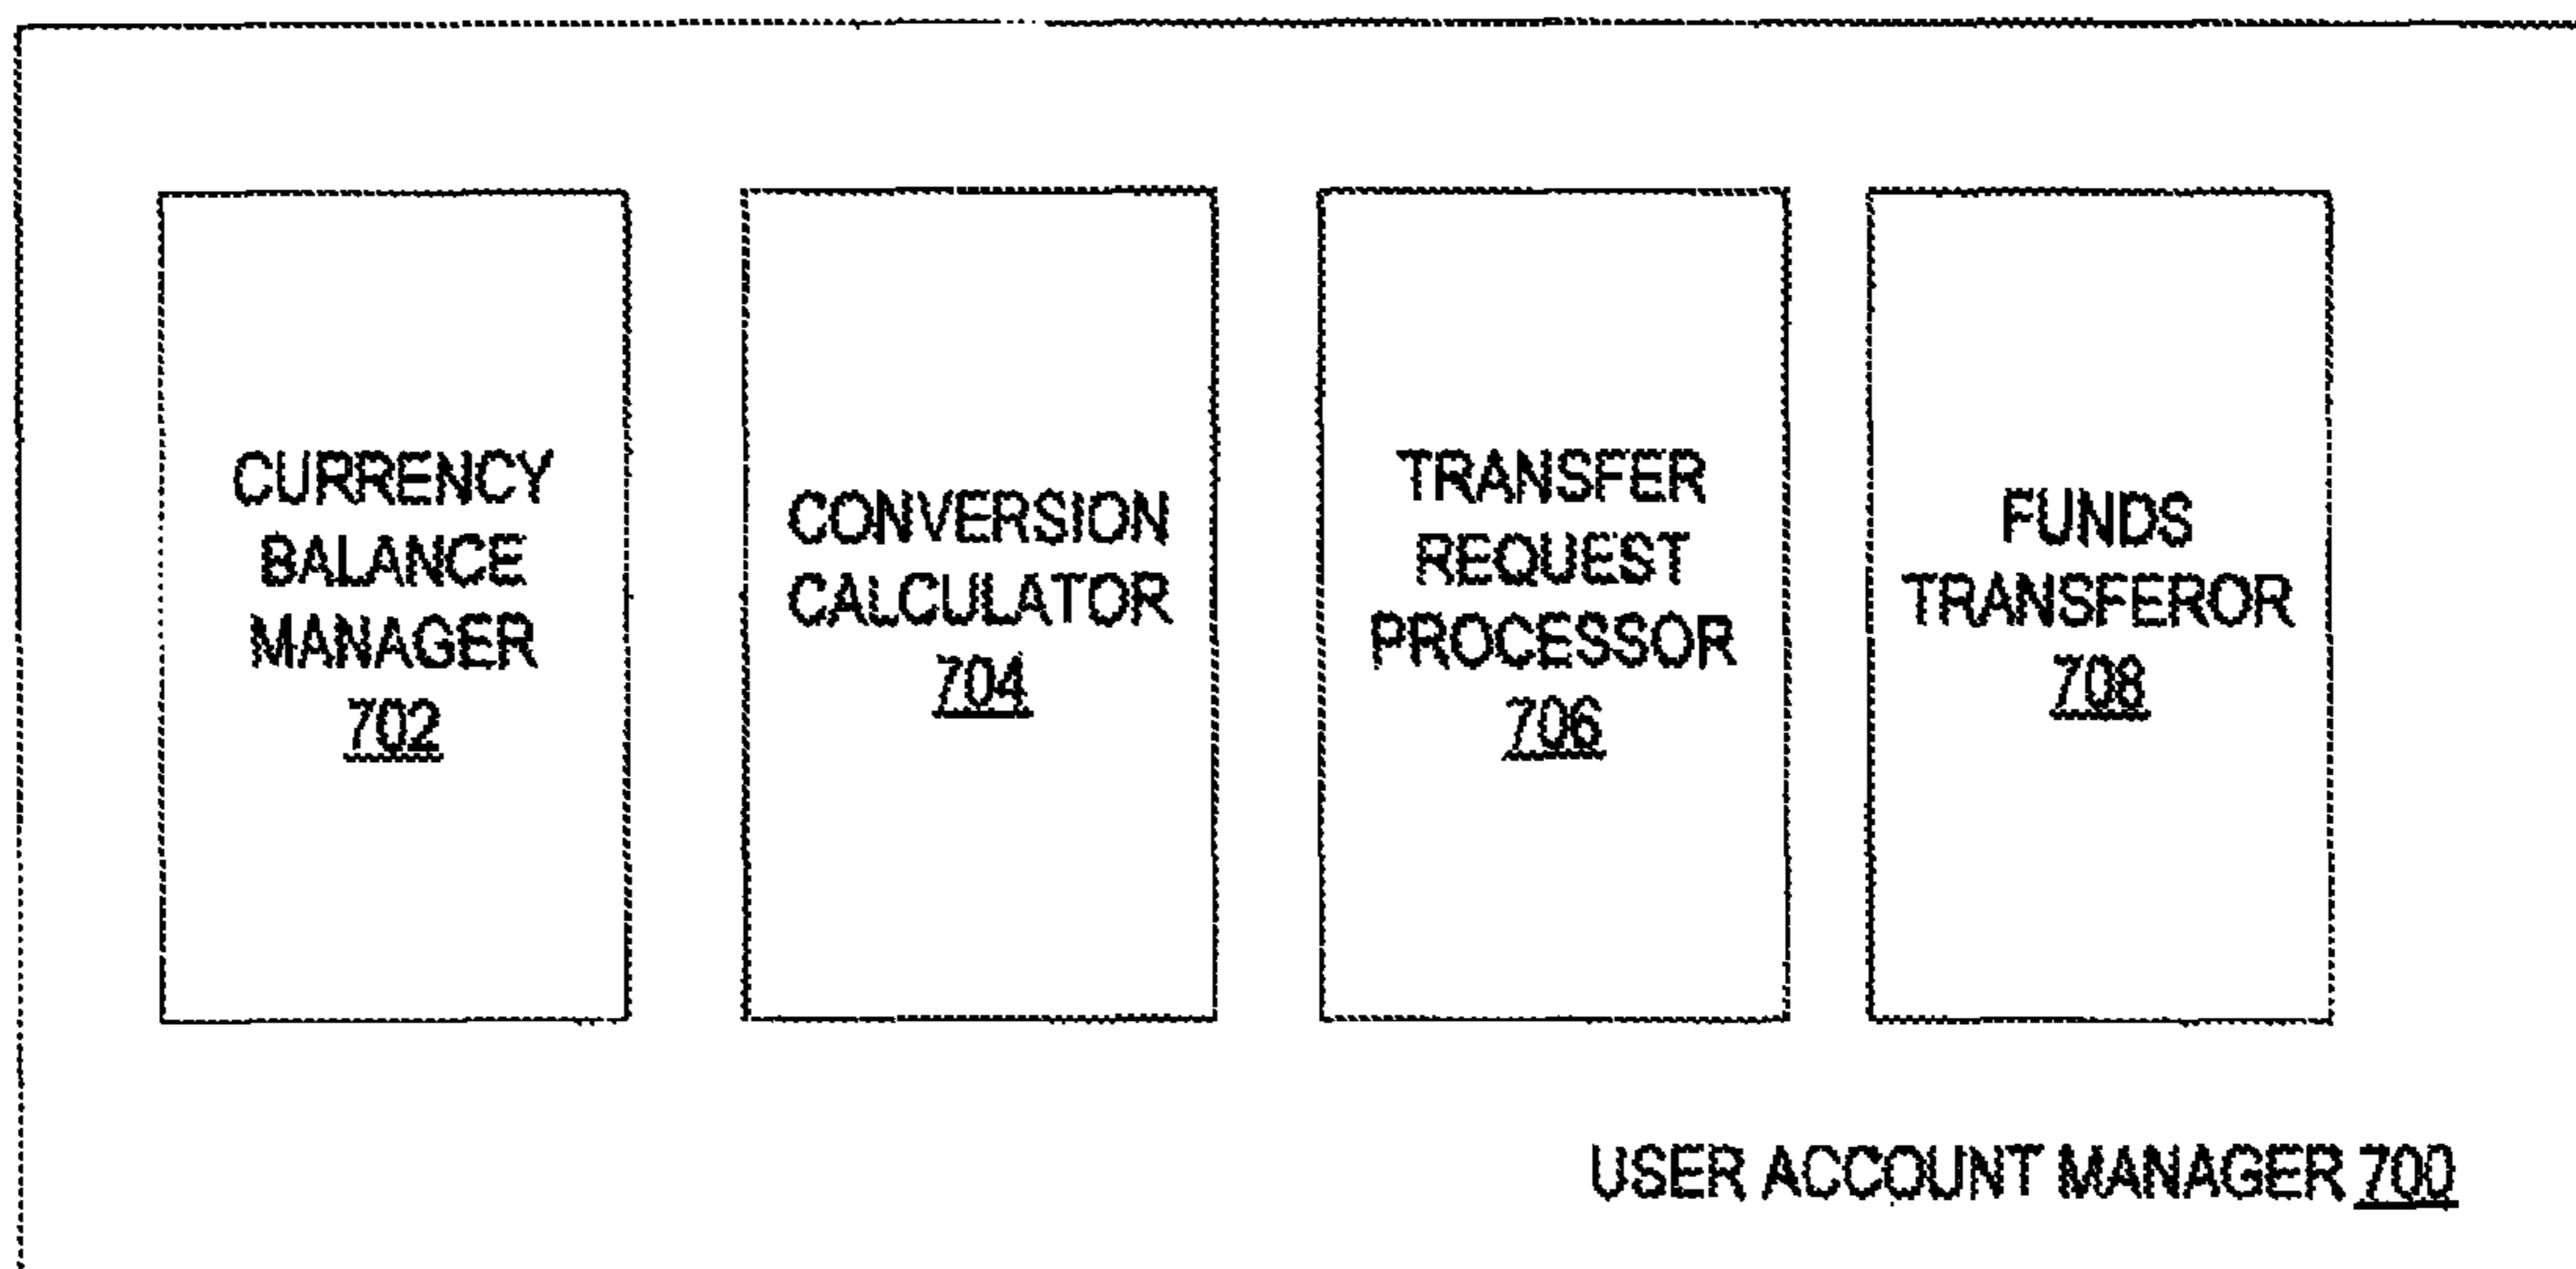 CURRENCY
BALANCE
MANAGER
702
CONVERSION
CALCULATOR
704
TRANSFER
REQUEST
PROCESSOR
706
FUNDS
TRANSFEROR
708
USER ACCOUNT MANAGER 700